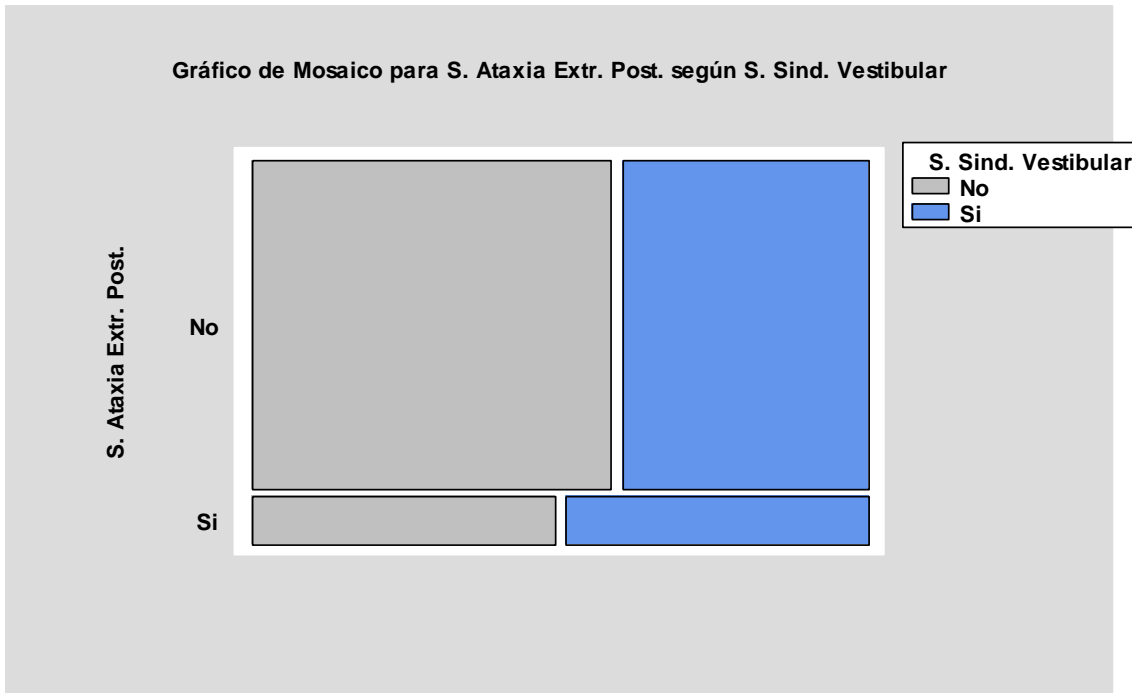 Gráfico de Mosaico para S. Ataxia Extr. Post. según S. Sind. Vestibular
S. Sind. Vestibular
No
Si
S. Ataxia Extr. Post.
No
Si